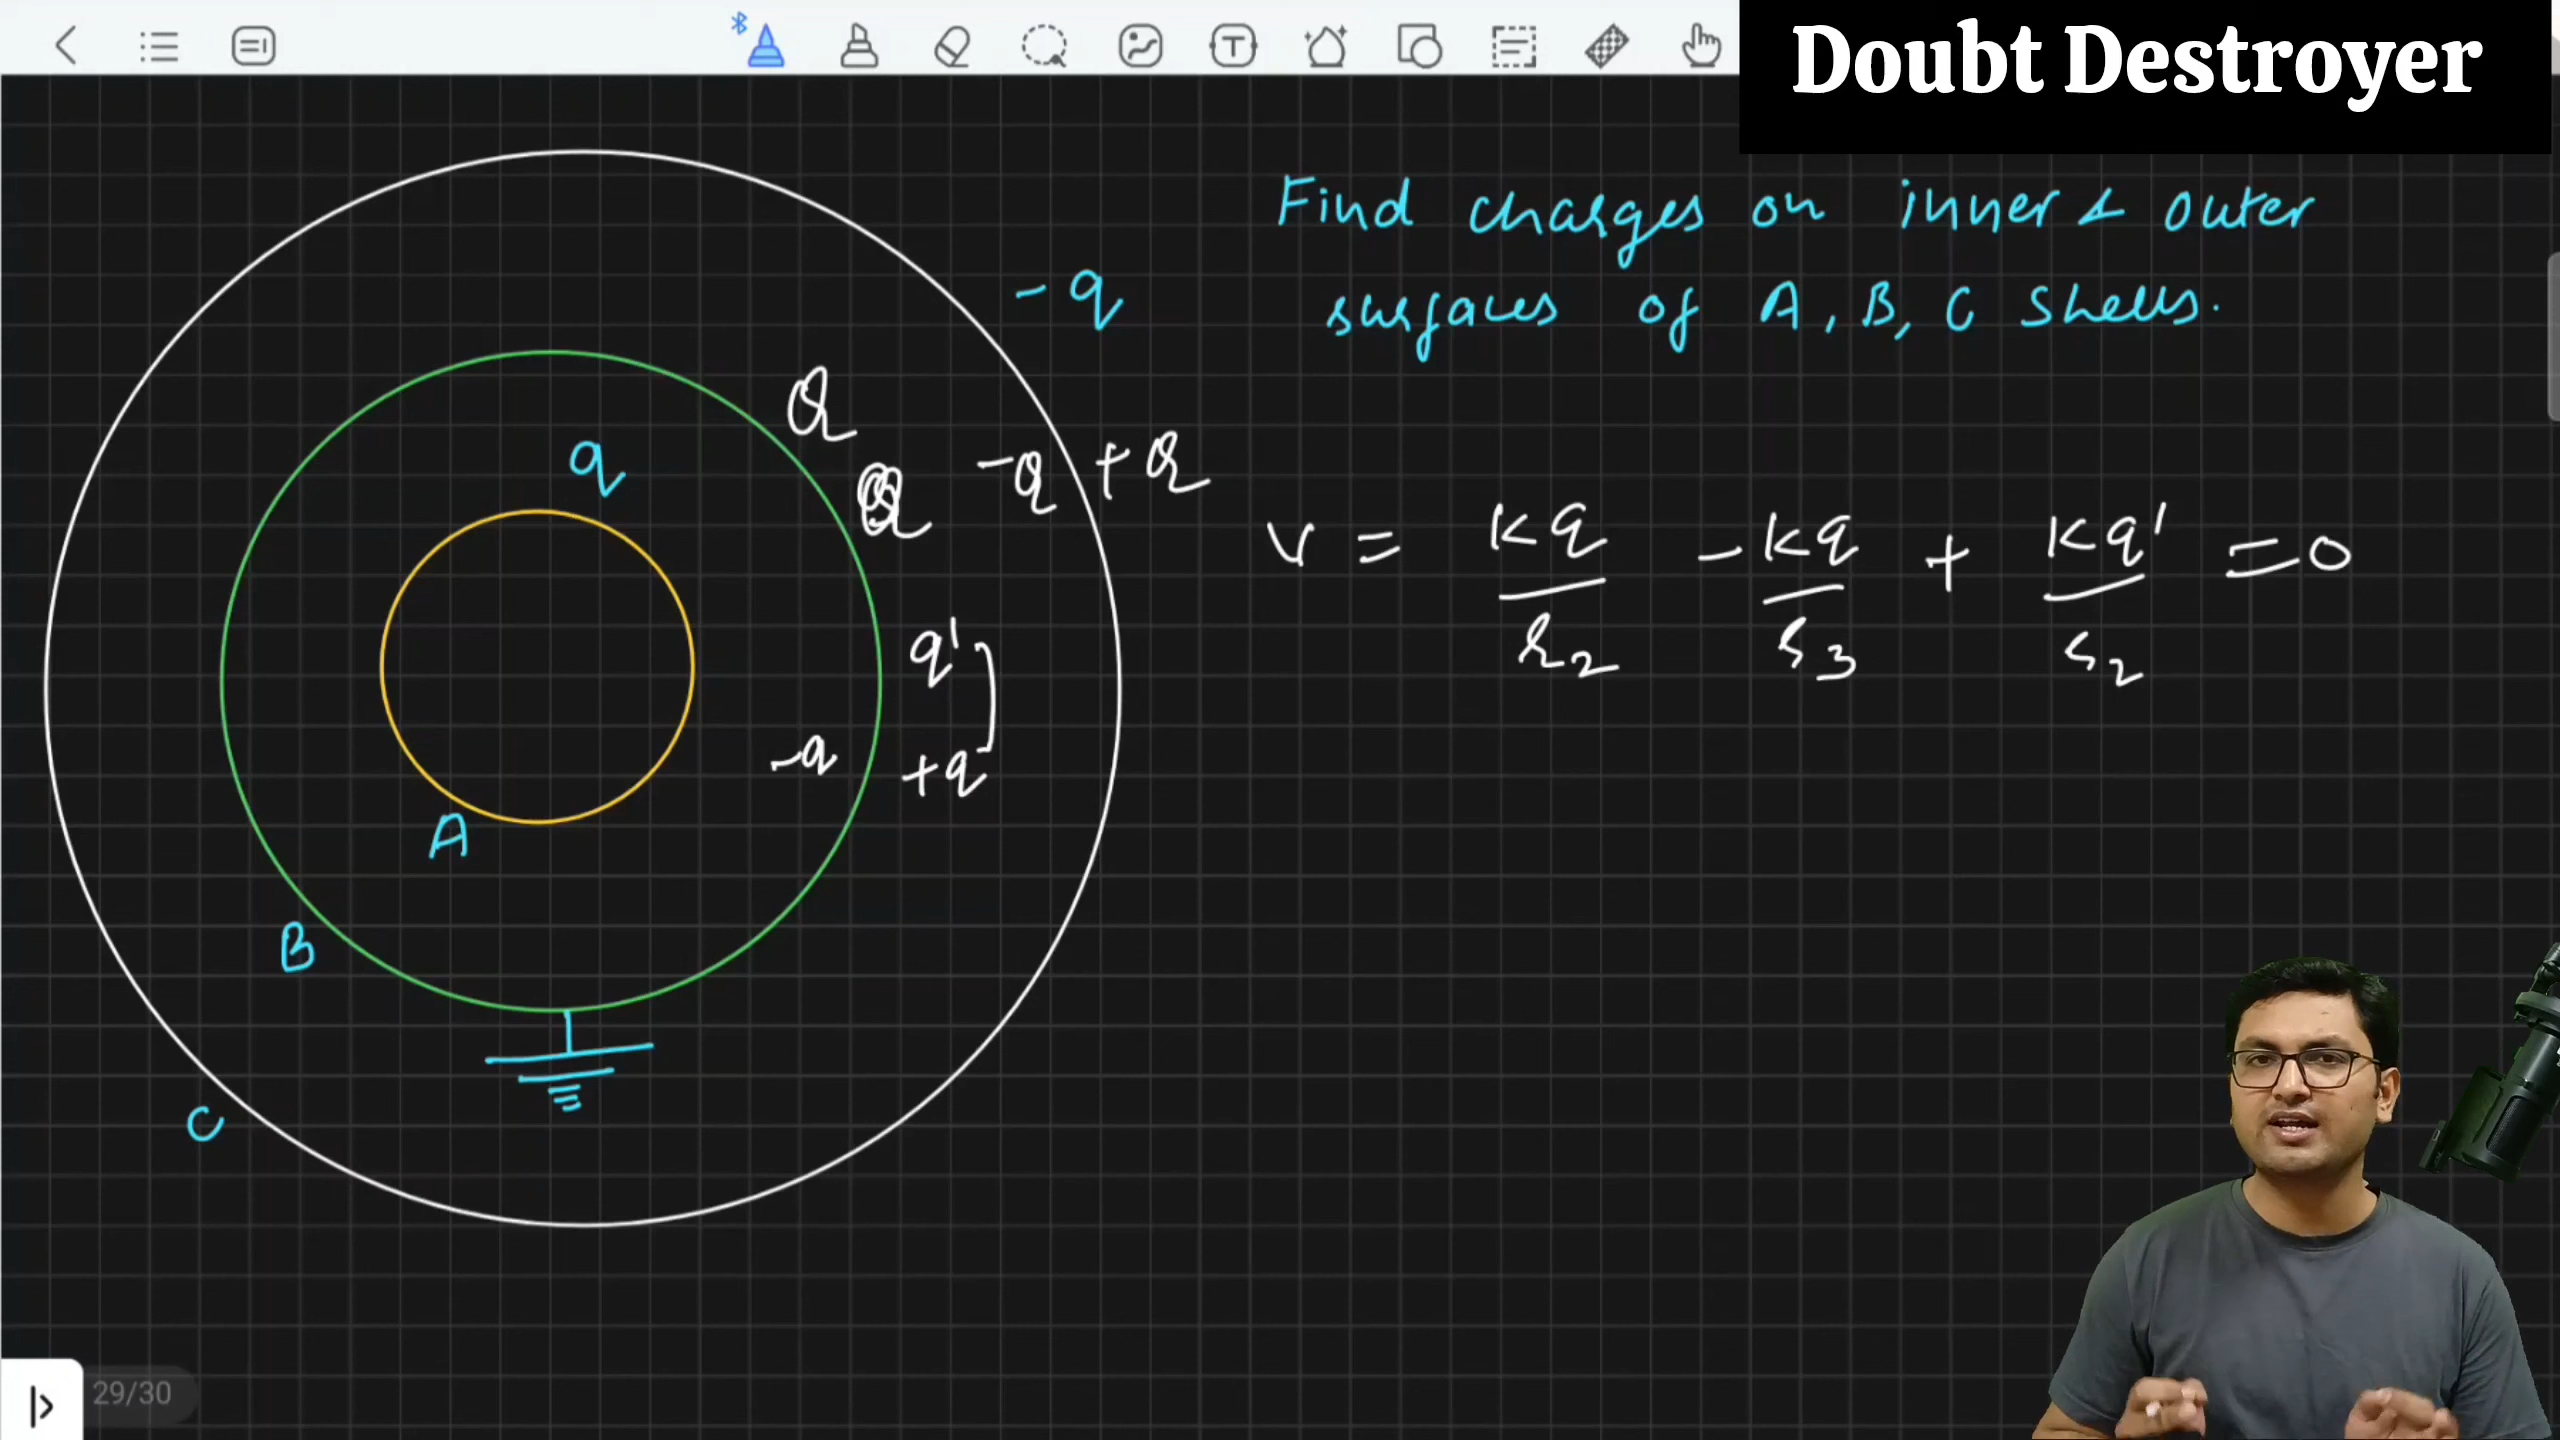 Doubt Destroyer
Find charges on inner & outer
surfaces of A, B, C shells.
-q
Q
q
-Q +Q
V = Kq/r2 - Kq/r3 + Kq'/r2 = 0
q'
-q +q
A
B
C
29/30